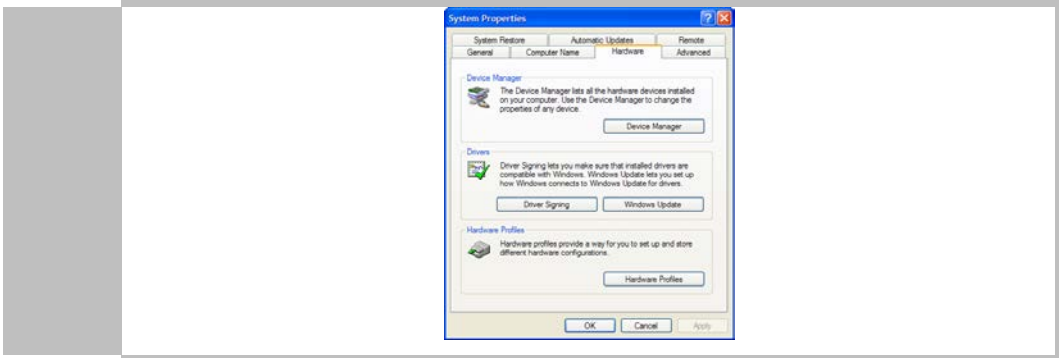 System Properties
System Restore Automatic Updates Remote
General Computer Name Hardware Advanced
Device Manager
The Device Manager lists all the hardware devices installed
on your computer. Use the Device Manager to change the
properties of any device.
Device Manager
Drivers
Driver Signing lets you make sure that installed drivers are
compatible with Windows. Windows Update lets you set up
how Windows connects to Windows Update for drivers.
Driver Signing Windows Update
Hardware Profiles
Hardware profiles provide a way for you to set up and store
different hardware configurations.
Hardware Profiles
OK Cancel Apply